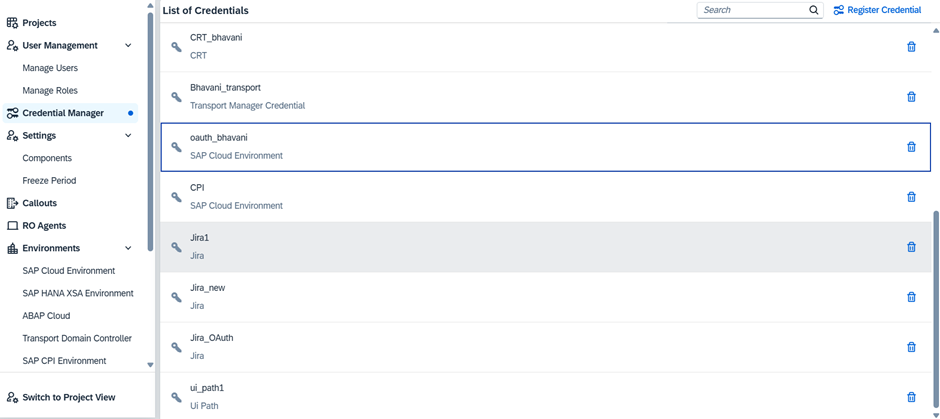 Projects
User Management
Manage Users
Manage Roles
Credential Manager
Settings
Components
Freeze Period
Callouts
RO Agents
Environments
SAP Cloud Environment
SAP HANA XSA Environment
ABAP Cloud
Transport Domain Controller
SAP CPI Environment
Switch to Project View
List of Credentials
Search
Register Credential
CRT_bhavani
CRT
Bhavani_transport
Transport Manager Credential
oauth_bhavani
SAP Cloud Environment
CPI
SAP Cloud Environment
Jira1
Jira
Jira_new
Jira
Jira_OAuth
Jira
ui_path1
Ui Path